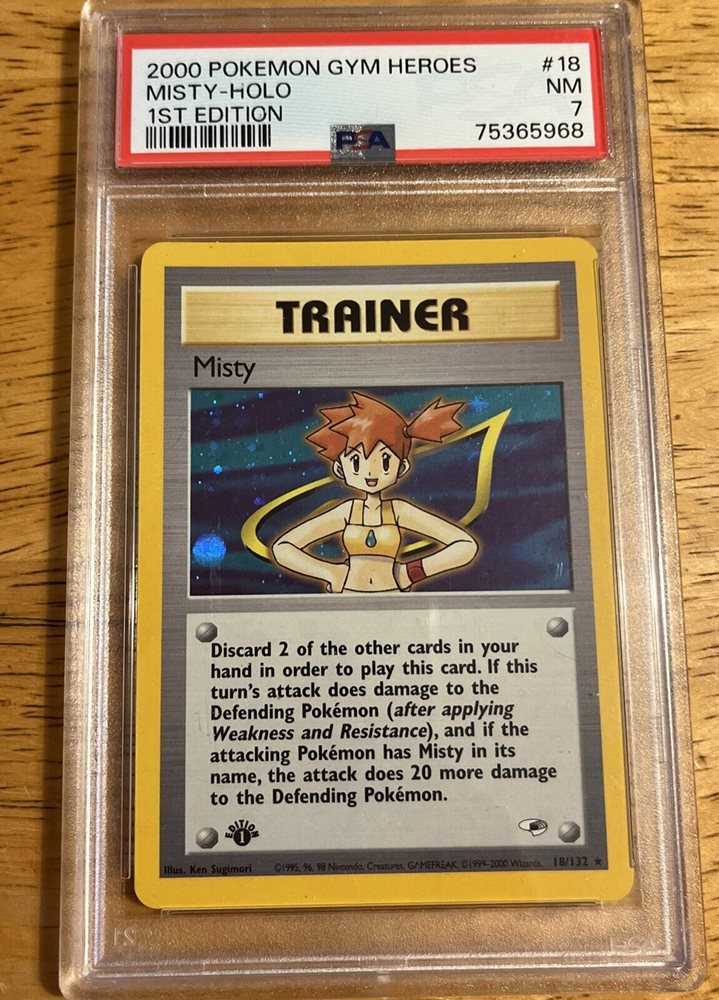 2000 POKEMON GYM HEROES #18
MISTY-HOLO NM
1ST EDITION 7
PSA 75365968
TRAINER
Misty
Discard 2 of the other cards in your
hand in order to play this card. If this
turn's attack does damage to the
Defending Pokémon (after applying
Weakness and Resistance), and if the
attacking Pokémon has Misty in its
name, the attack does 20 more damage
to the Defending Pokémon.
EDITION
1
Illus. Ken Sugimori ©1995, 96, 98 Nintendo, Creatures, GAMEFREAK. ©1999-2000 Wizards. 18/132 ★
PSA